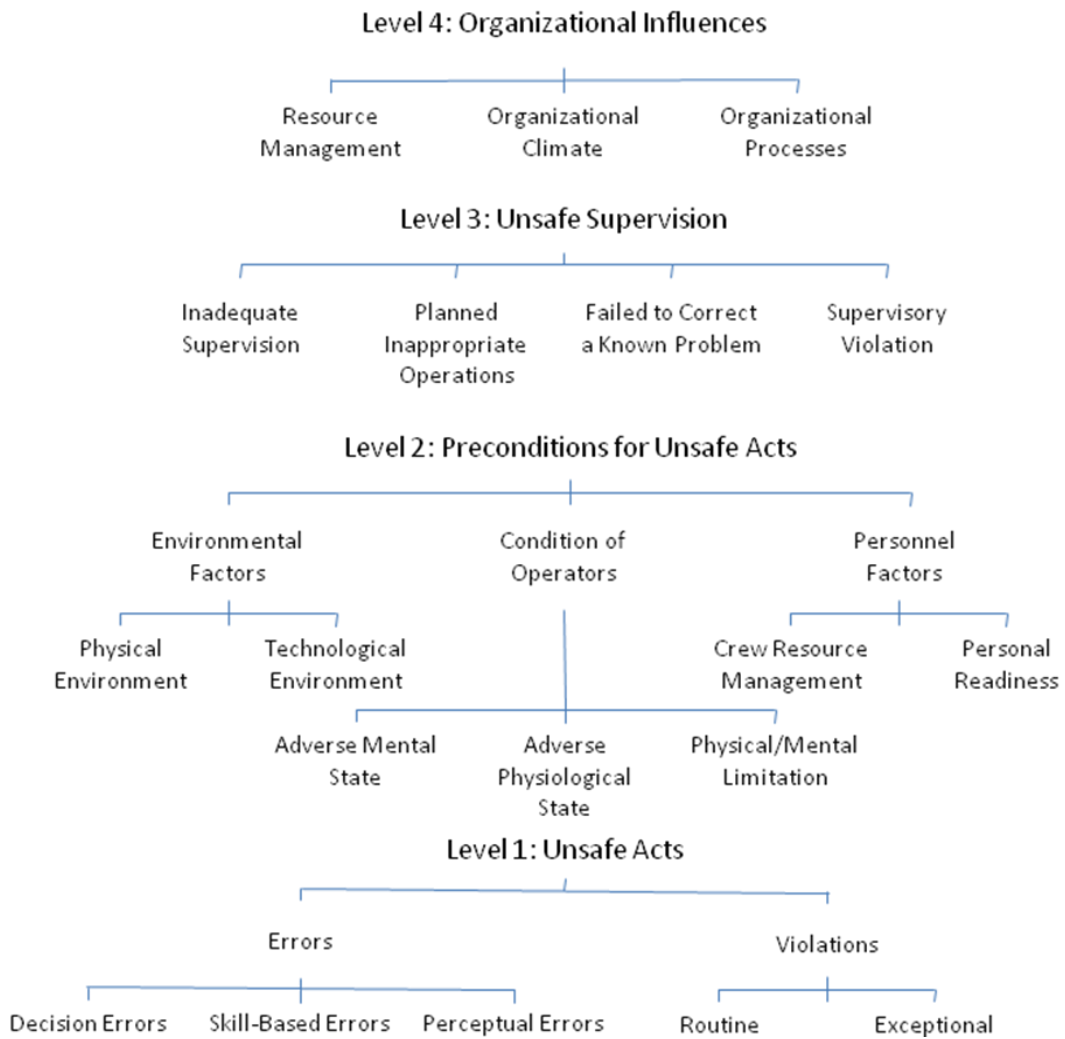 Level 4: Organizational Influences
Resource
Management
Organizational
Climate
Organizational
Processes
Level 3: Unsafe Supervision
Inadequate
Supervision
Planned
Inappropriate
Operations
Failed to Correct
a Known Problem
Supervisory
Violation
Level 2: Preconditions for Unsafe Acts
Environmental
Factors
Condition of
Operators
Personnel
Factors
Physical
Environment
Technological
Environment
Crew Resource
Management
Personal
Readiness
Adverse Mental
State
Adverse
Physiological
State
Physical/Mental
Limitation
Level 1: Unsafe Acts
Errors
Violations
Decision Errors
Skill-Based Errors
Perceptual Errors
Routine
Exceptional